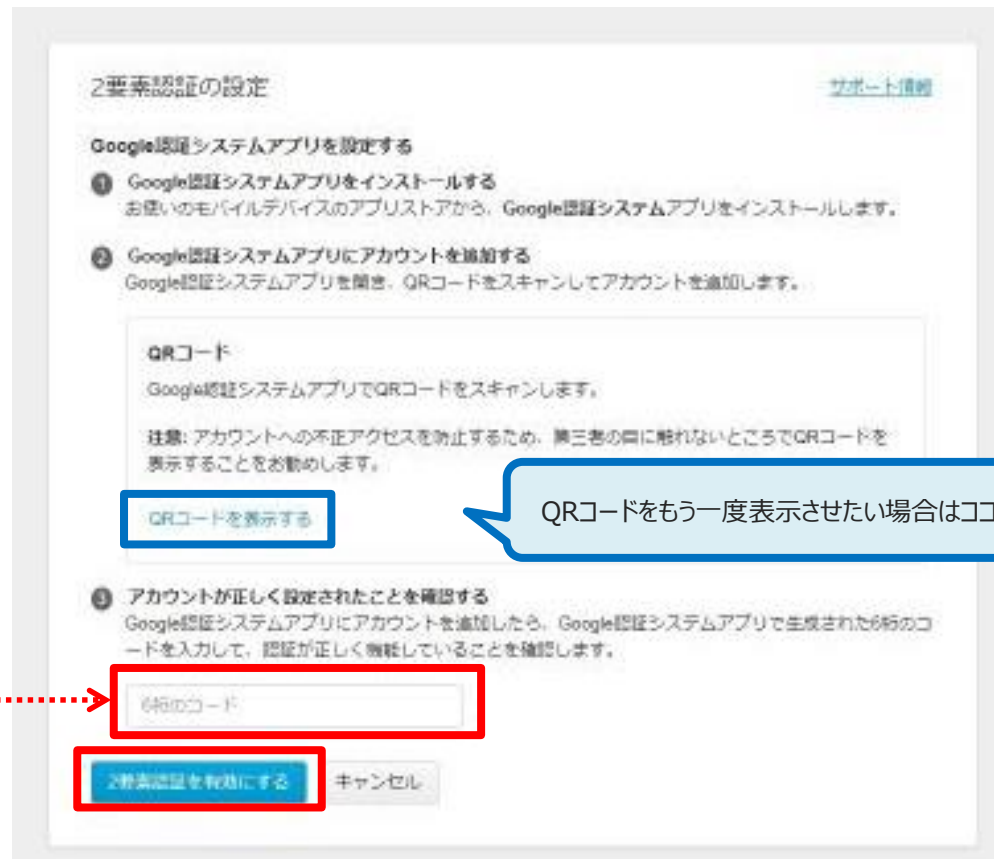 2要素認証の設定
サポート情報
Google認証システムアプリを設定する
1 Google認証システムアプリをインストールする
お使いのモバイルデバイスのアプリストアから、Google認証システムアプリをインストールします。
2 Google認証システムアプリにアカウントを追加する
Google認証システムアプリを開き、QRコードをスキャンしてアカウントを追加します。
QRコード
Google認証システムアプリでQRコードをスキャンします。
注意: アカウントへの不正アクセスを防止するため、第三者の目に触れないところでQRコードを
表示することをお勧めします。
QRコードを表示する
QRコードをもう一度表示させたい場合はココ
3 アカウントが正しく設定されたことを確認する
Google認証システムアプリにアカウントを追加したら、Google認証システムアプリで生成された6桁のコ
ードを入力して、認証が正しく機能していることを確認します。
6桁のコード
2要素認証を有効にする
キャンセル